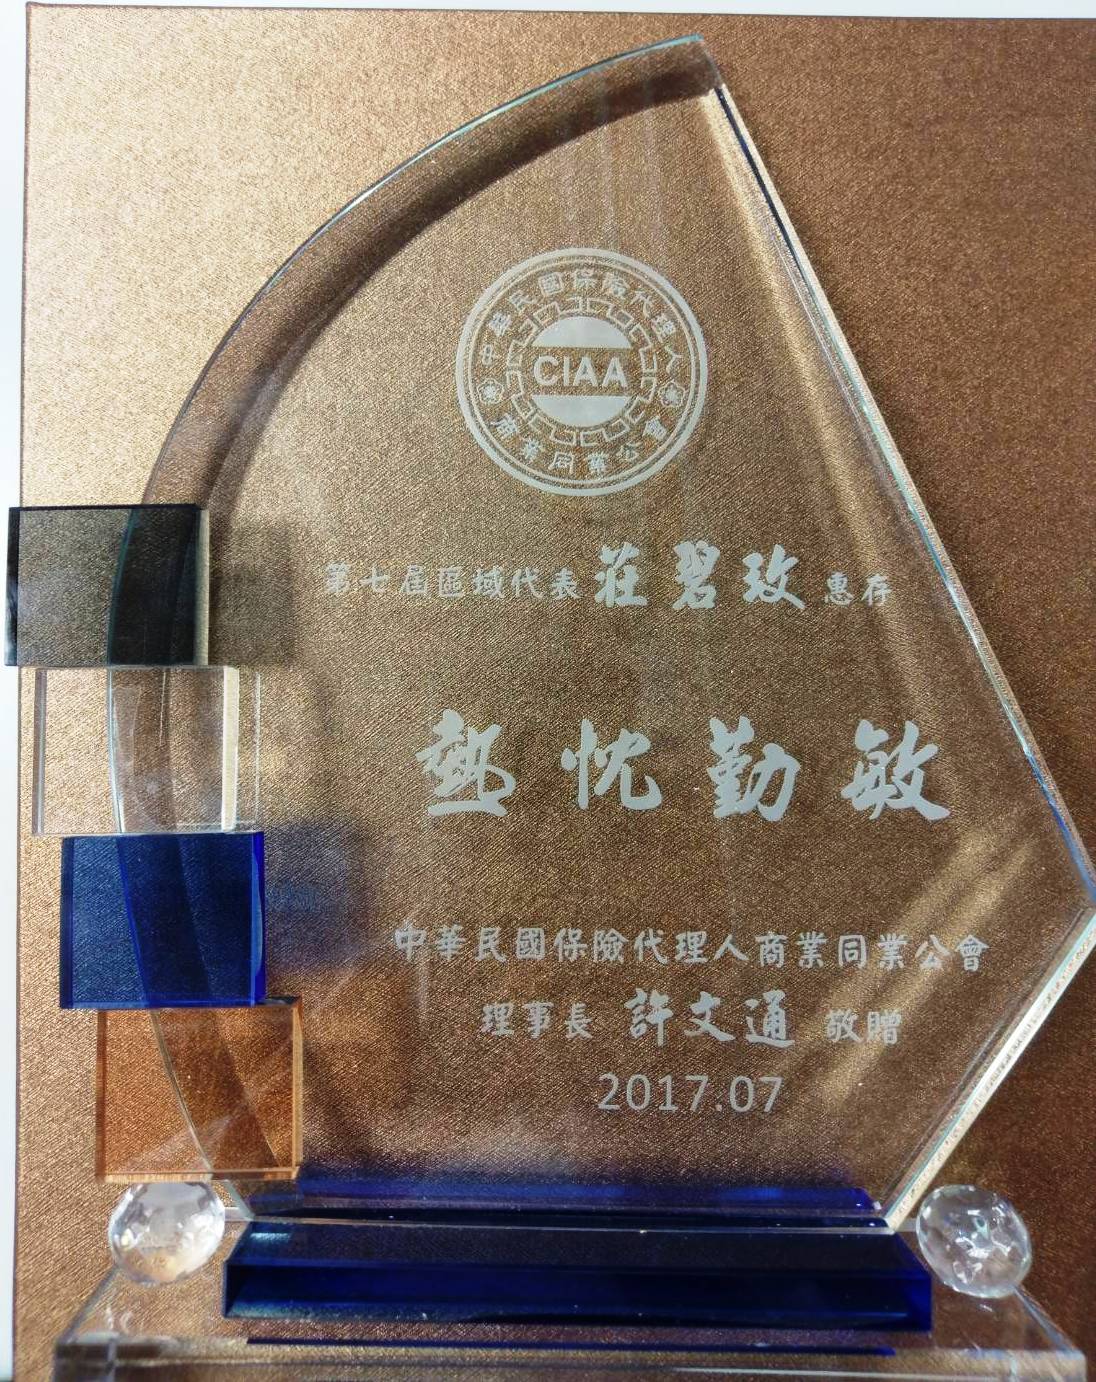 中華民國保險代理人
CIAA
商業同業公會
第七屆區域代表 莊碧玫 惠存
熱忱勤敏
中華民國保險代理人商業同業公會
理事長 許文通 敬贈
2017.07